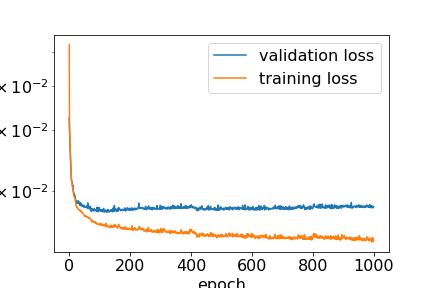 validation loss
training loss
× 10⁻²
× 10⁻²
× 10⁻²
0 200 400 600 800 1000
epoch